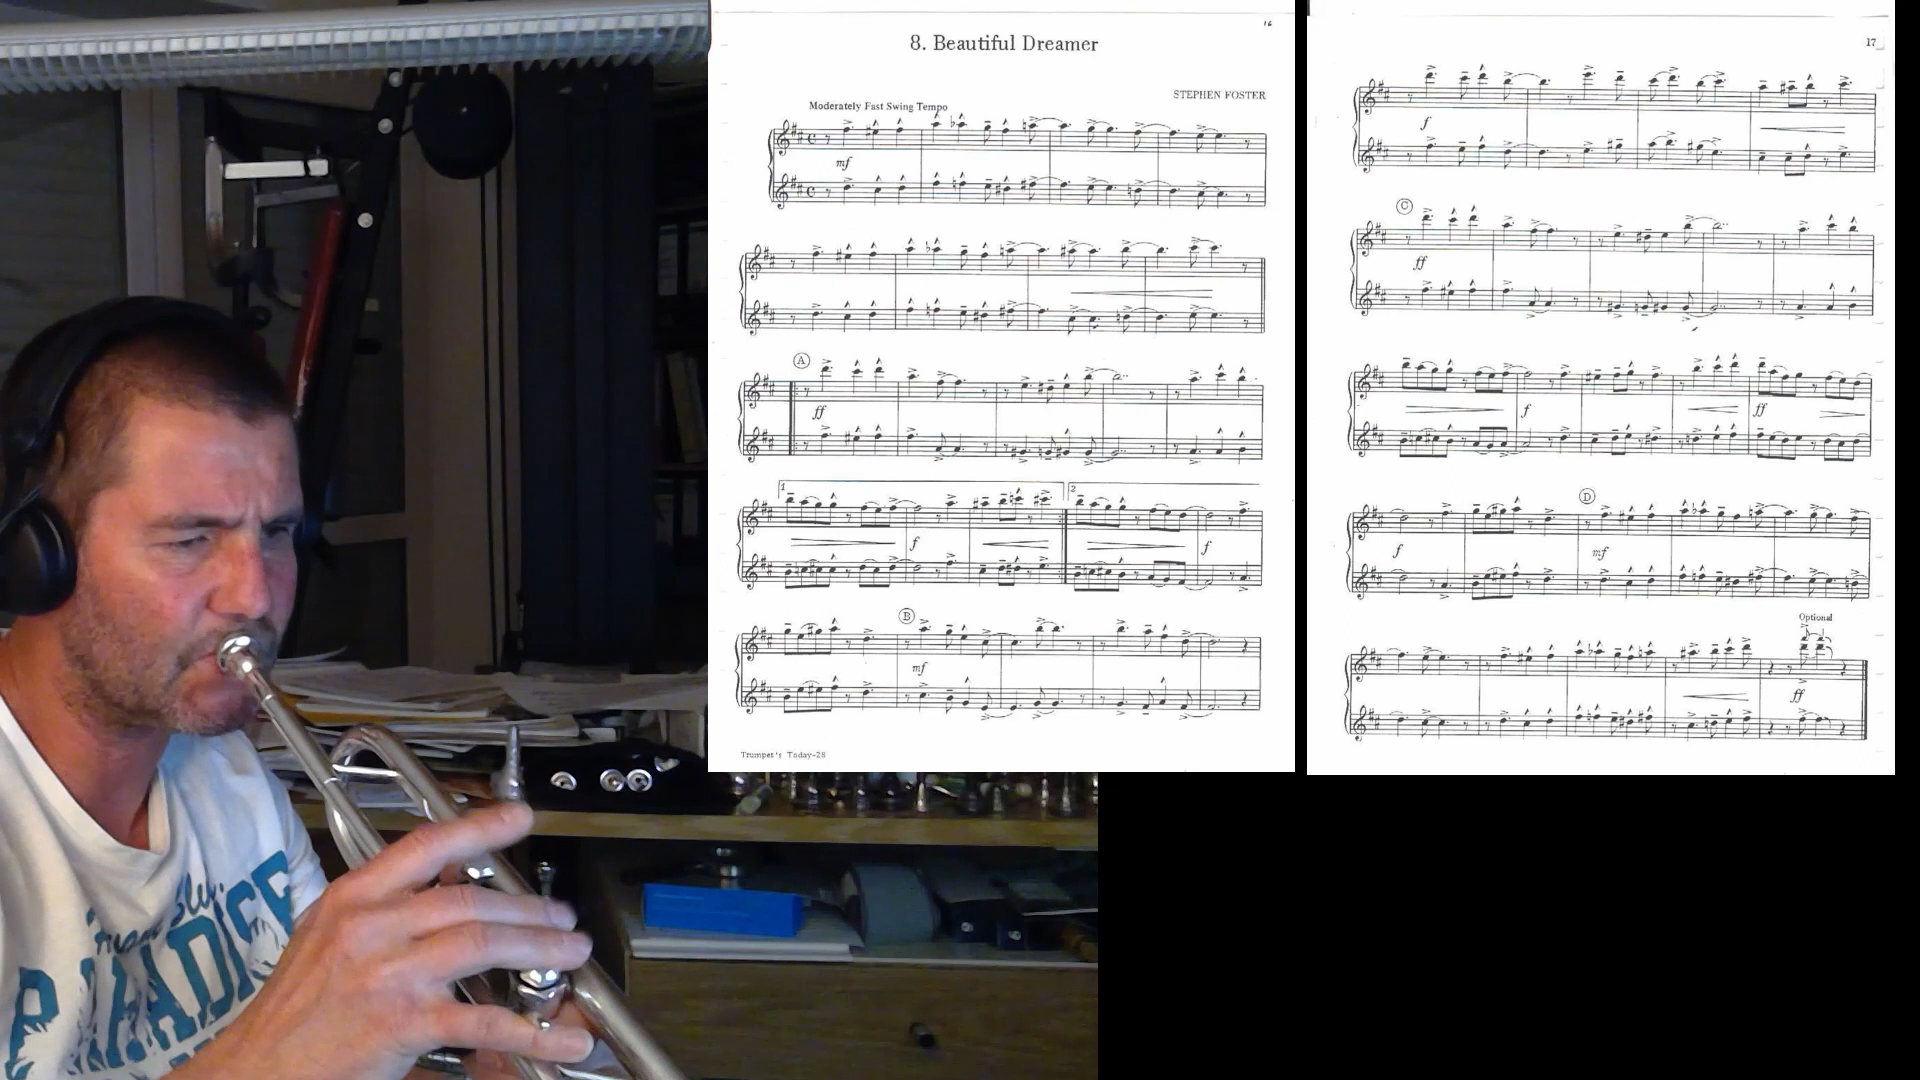 16
8. Beautiful Dreamer
STEPHEN FOSTER
Moderately Fast Swing Tempo
mf
A
ff
1
2
f
f
B
mf
Trumpet's Today-28
17
f
C
ff
f
ff
D
f
mf
Optional
ff
PARADISE